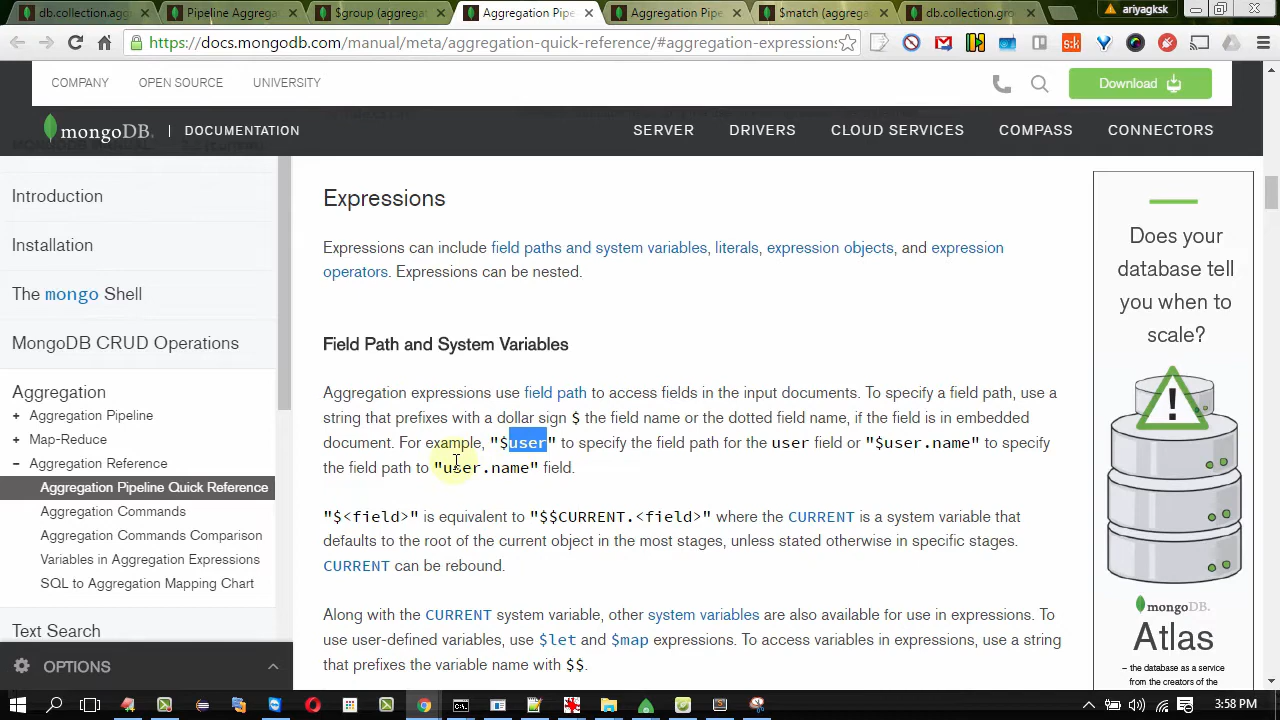 db.collection.agg
Pipeline Aggrega
$group (aggregat
Aggregation Pipe
Aggregation Pipe
$match (aggrega
db.collection.gro
ariyagksk
https://docs.mongodb.com/manual/meta/aggregation-quick-reference/#aggregation-expressions
COMPANY OPEN SOURCE UNIVERSITY
Download
mongoDB. DOCUMENTATION
SERVER DRIVERS CLOUD SERVICES COMPASS CONNECTORS
Introduction
Installation
The mongo Shell
MongoDB CRUD Operations
Aggregation
+ Aggregation Pipeline
+ Map-Reduce
− Aggregation Reference
Aggregation Pipeline Quick Reference
Aggregation Commands
Aggregation Commands Comparison
Variables in Aggregation Expressions
SQL to Aggregation Mapping Chart
Text Search
OPTIONS
Expressions
Expressions can include field paths and system variables, literals, expression objects, and expression
operators. Expressions can be nested.
Field Path and System Variables
Aggregation expressions use field path to access fields in the input documents. To specify a field path, use a
string that prefixes with a dollar sign $ the field name or the dotted field name, if the field is in embedded
document. For example, "$user" to specify the field path for the user field or "$user.name" to specify
the field path to "user.name" field.
"$<field>" is equivalent to "$$CURRENT.<field>" where the CURRENT is a system variable that
defaults to the root of the current object in the most stages, unless stated otherwise in specific stages.
CURRENT can be rebound.
Along with the CURRENT system variable, other system variables are also available for use in expressions. To
use user-defined variables, use $let and $map expressions. To access variables in expressions, use a string
that prefixes the variable name with $$.
Does your
database tell
you when to
scale?
mongoDB.
Atlas
– the database as a service
from the creators of the
3:58 PM